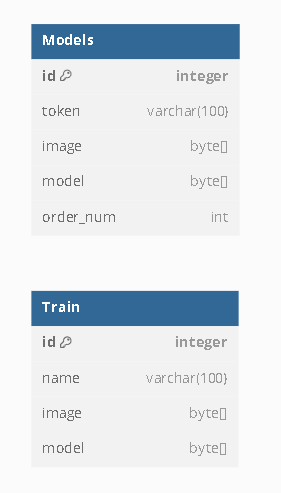 Models
id integer
token varchar(100)
image byte[]
model byte[]
order_num int
Train
id integer
name varchar(100)
image byte[]
model byte[]